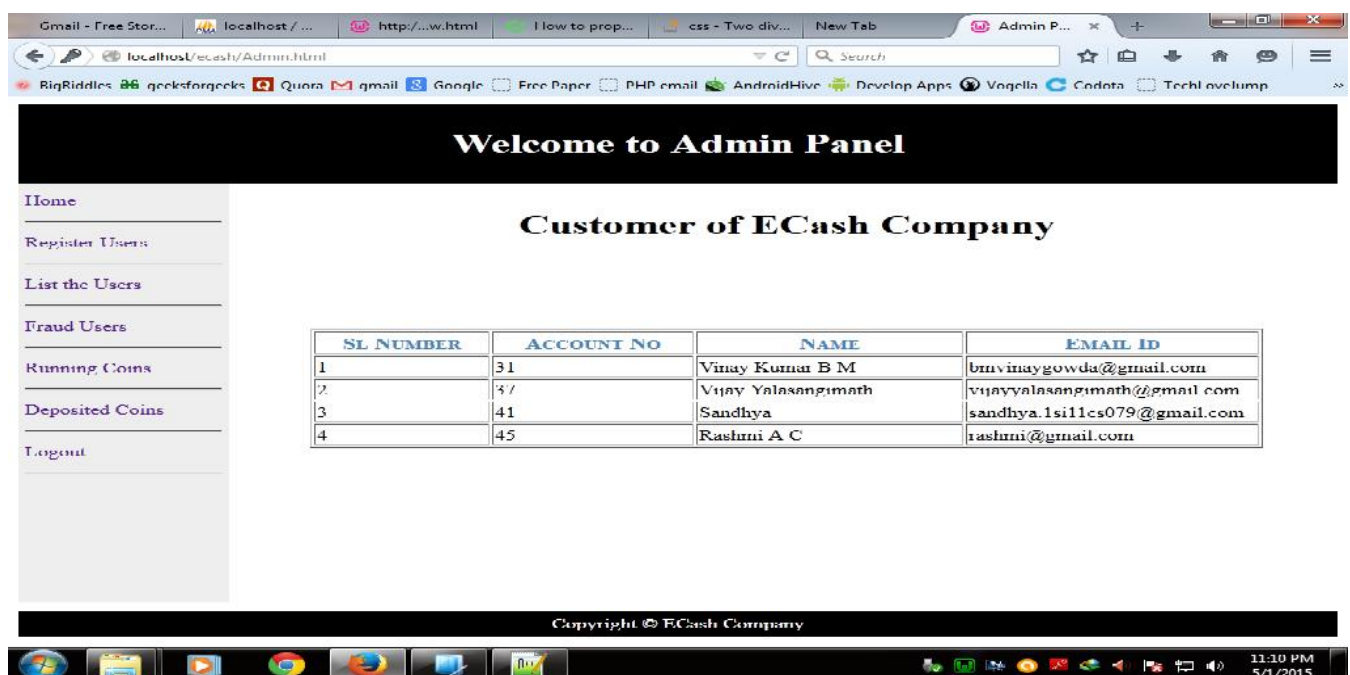 Gmail - Free Stor... localhost / ... http:/...w.html How to prop... css - Two div... New Tab Admin P...
localhost/ecash/Admin.html Search
BigRiddles geeksforgeeks Quora gmail Google Free Paper PHP email AndroidHive Develop Apps Vogella Codota TechLovelump
Welcome to Admin Panel
Home
Register Users
List the Users
Fraud Users
Running Coins
Deposited Coins
Logout
Customer of ECash Company
SL NUMBER ACCOUNT NO NAME EMAIL ID
1 31 Vinay Kumar B M bmvinaygowda@gmail.com
2 37 Vijay Yalasangimath vijayyalasangimath@gmail.com
3 41 Sandhya sandhya.1si11cs079@gmail.com
4 45 Rashmi A C rashmi@gmail.com
Copyright © ECash Company
11:10 PM
5/1/2015